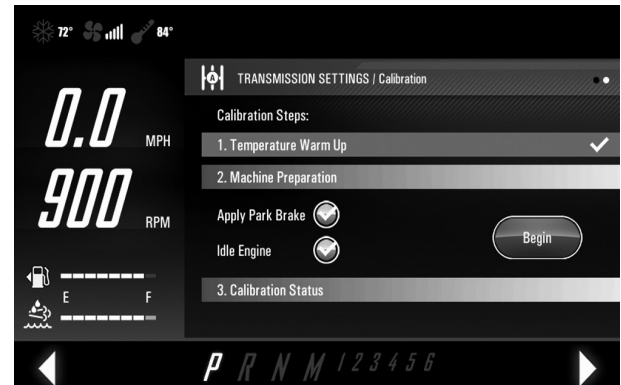 72° 84°
TRANSMISSION SETTINGS / Calibration
0.0 MPH
900 RPM
E F
Calibration Steps:
1. Temperature Warm Up
2. Machine Preparation
Apply Park Brake
Idle Engine
Begin
3. Calibration Status
P R N M 1 2 3 4 5 6